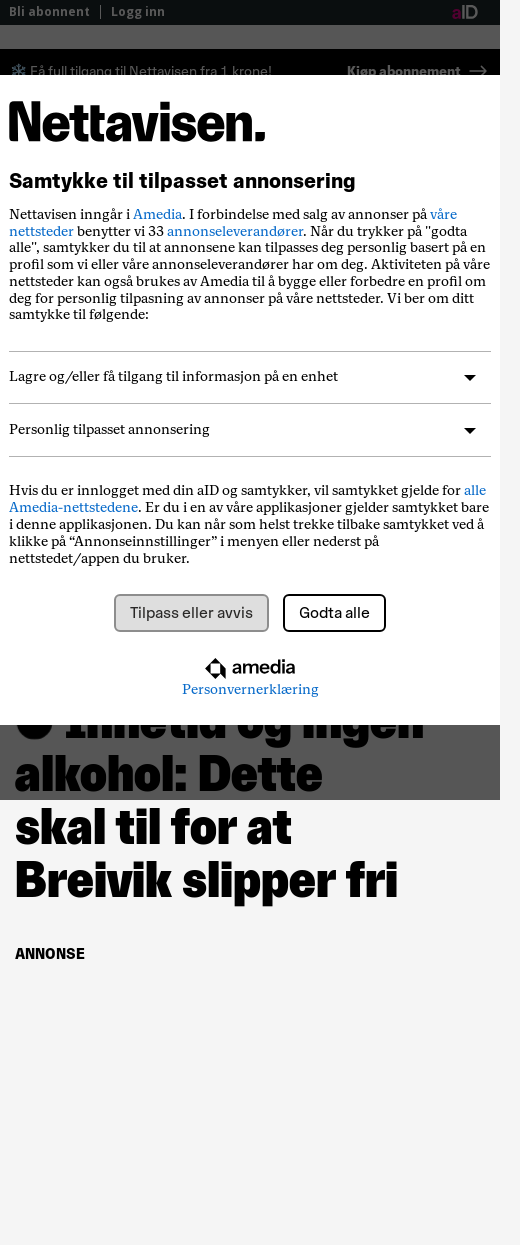 Bli abonnent | Logg inn
aID
Få full tilgang til Nettavisen fra 1 krone!
Kjøp abonnement →
Nettavisen.
Samtykke til tilpasset annonsering
Nettavisen inngår i Amedia. I forbindelse med salg av annonser på våre
nettsteder benytter vi 33 annonseleverandører. Når du trykker på "godta
alle", samtykker du til at annonsene kan tilpasses deg personlig basert på en
profil som vi eller våre annonseleverandører har om deg. Aktiviteten på våre
nettsteder kan også brukes av Amedia til å bygge eller forbedre en profil om
deg for personlig tilpasning av annonser på våre nettsteder. Vi ber om ditt
samtykke til følgende:
Lagre og/eller få tilgang til informasjon på en enhet
Personlig tilpasset annonsering
Hvis du er innlogget med din aID og samtykker, vil samtykket gjelde for alle
Amedia-nettstedene. Er du i en av våre applikasjoner gjelder samtykket bare
i denne applikasjonen. Du kan når som helst trekke tilbake samtykket ved å
klikke på “Annonseinnstillinger” i menyen eller nederst på
nettstedet/appen du bruker.
Tilpass eller avvis
Godta alle
amedia
Personvernerklæring
Innetid og ingen
alkohol: Dette
skal til for at
Breivik slipper fri
ANNONSE